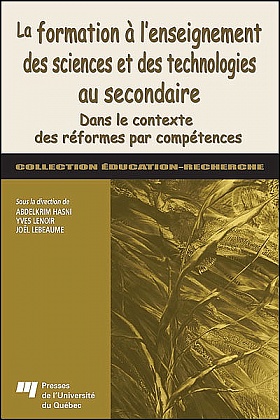 La formation à l'enseignement
des sciences et des technologies
au secondaire
Dans le contexte
des réformes par compétences
COLLECTION ÉDUCATION-RECHERCHE
Sous la direction de
ABDELKRIM HASNI
YVES LENOIR
JOËL LEBEAUME
Presses
de l'Université
du Québec